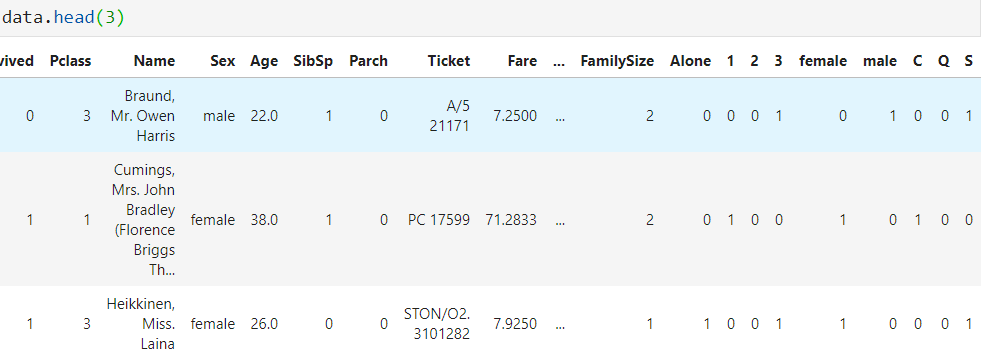 data.head(3)
vived Pclass Name Sex Age SibSp Parch Ticket Fare ... FamilySize Alone 1 2 3 female male C Q S
0 3 Braund, Mr. Owen Harris male 22.0 1 0 A/5 21171 7.2500 ... 2 0 0 0 1 0 1 0 0 1
1 1 Cumings, Mrs. John Bradley (Florence Briggs Th... female 38.0 1 0 PC 17599 71.2833 ... 2 0 1 0 0 1 0 1 0 0
1 3 Heikkinen, Miss. Laina female 26.0 0 0 STON/O2. 3101282 7.9250 ... 1 1 0 0 1 1 0 0 0 1